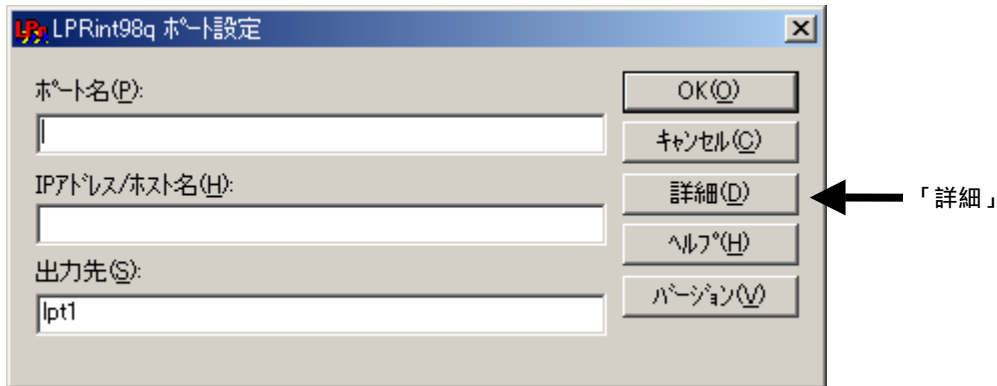 LPRint98q ﾎﾟｰﾄ設定
ﾎﾟｰﾄ名(P):
IPｱﾄﾞﾚｽ/ﾎｽﾄ名(H):
出力先(S):
lpt1
OK(O)
ｷｬﾝｾﾙ(C)
詳細(D)
ﾍﾙﾌﾟ(H)
ﾊﾞｰｼﾞｮﾝ(V)
「詳細」